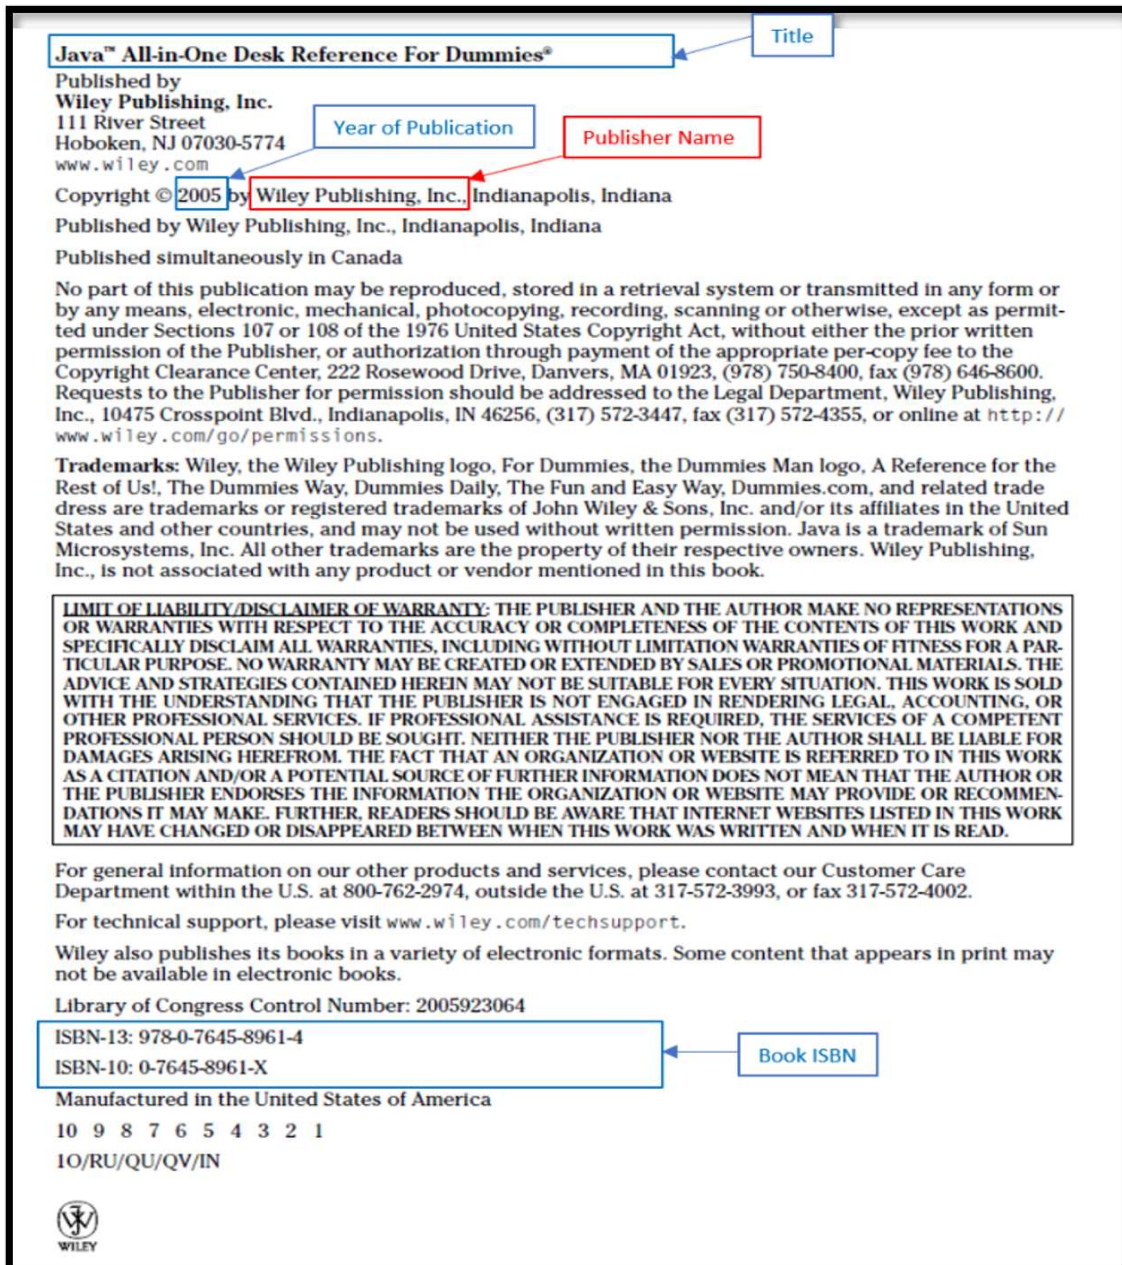 Title
Java™ All-in-One Desk Reference For Dummies®
Published by
Wiley Publishing, Inc.
111 River Street
Hoboken, NJ 07030-5774
www.wiley.com
Year of Publication
Publisher Name
Copyright © 2005 by Wiley Publishing, Inc., Indianapolis, Indiana
Published by Wiley Publishing, Inc., Indianapolis, Indiana
Published simultaneously in Canada
No part of this publication may be reproduced, stored in a retrieval system or transmitted in any form or
by any means, electronic, mechanical, photocopying, recording, scanning or otherwise, except as permit-
ted under Sections 107 or 108 of the 1976 United States Copyright Act, without either the prior written
permission of the Publisher, or authorization through payment of the appropriate per-copy fee to the
Copyright Clearance Center, 222 Rosewood Drive, Danvers, MA 01923, (978) 750-8400, fax (978) 646-8600.
Requests to the Publisher for permission should be addressed to the Legal Department, Wiley Publishing,
Inc., 10475 Crosspoint Blvd., Indianapolis, IN 46256, (317) 572-3447, fax (317) 572-4355, or online at http://
www.wiley.com/go/permissions.
Trademarks: Wiley, the Wiley Publishing logo, For Dummies, the Dummies Man logo, A Reference for the
Rest of Us!, The Dummies Way, Dummies Daily, The Fun and Easy Way, Dummies.com, and related trade
dress are trademarks or registered trademarks of John Wiley & Sons, Inc. and/or its affiliates in the United
States and other countries, and may not be used without written permission. Java is a trademark of Sun
Microsystems, Inc. All other trademarks are the property of their respective owners. Wiley Publishing,
Inc., is not associated with any product or vendor mentioned in this book.
LIMIT OF LIABILITY/DISCLAIMER OF WARRANTY: THE PUBLISHER AND THE AUTHOR MAKE NO REPRESENTATIONS
OR WARRANTIES WITH RESPECT TO THE ACCURACY OR COMPLETENESS OF THE CONTENTS OF THIS WORK AND
SPECIFICALLY DISCLAIM ALL WARRANTIES, INCLUDING WITHOUT LIMITATION WARRANTIES OF FITNESS FOR A PAR-
TICULAR PURPOSE. NO WARRANTY MAY BE CREATED OR EXTENDED BY SALES OR PROMOTIONAL MATERIALS. THE
ADVICE AND STRATEGIES CONTAINED HEREIN MAY NOT BE SUITABLE FOR EVERY SITUATION. THIS WORK IS SOLD
WITH THE UNDERSTANDING THAT THE PUBLISHER IS NOT ENGAGED IN RENDERING LEGAL, ACCOUNTING, OR
OTHER PROFESSIONAL SERVICES. IF PROFESSIONAL ASSISTANCE IS REQUIRED, THE SERVICES OF A COMPETENT
PROFESSIONAL PERSON SHOULD BE SOUGHT. NEITHER THE PUBLISHER NOR THE AUTHOR SHALL BE LIABLE FOR
DAMAGES ARISING HEREFROM. THE FACT THAT AN ORGANIZATION OR WEBSITE IS REFERRED TO IN THIS WORK
AS A CITATION AND/OR A POTENTIAL SOURCE OF FURTHER INFORMATION DOES NOT MEAN THAT THE AUTHOR OR
THE PUBLISHER ENDORSES THE INFORMATION THE ORGANIZATION OR WEBSITE MAY PROVIDE OR RECOMMEN-
DATIONS IT MAY MAKE. FURTHER, READERS SHOULD BE AWARE THAT INTERNET WEBSITES LISTED IN THIS WORK
MAY HAVE CHANGED OR DISAPPEARED BETWEEN WHEN THIS WORK WAS WRITTEN AND WHEN IT IS READ.
For general information on our other products and services, please contact our Customer Care
Department within the U.S. at 800-762-2974, outside the U.S. at 317-572-3993, or fax 317-572-4002.
For technical support, please visit www.wiley.com/techsupport.
Wiley also publishes its books in a variety of electronic formats. Some content that appears in print may
not be available in electronic books.
Library of Congress Control Number: 2005923064
ISBN-13: 978-0-7645-8961-4
ISBN-10: 0-7645-8961-X
Book ISBN
Manufactured in the United States of America
10 9 8 7 6 5 4 3 2 1
1O/RU/QU/QV/IN
WILEY